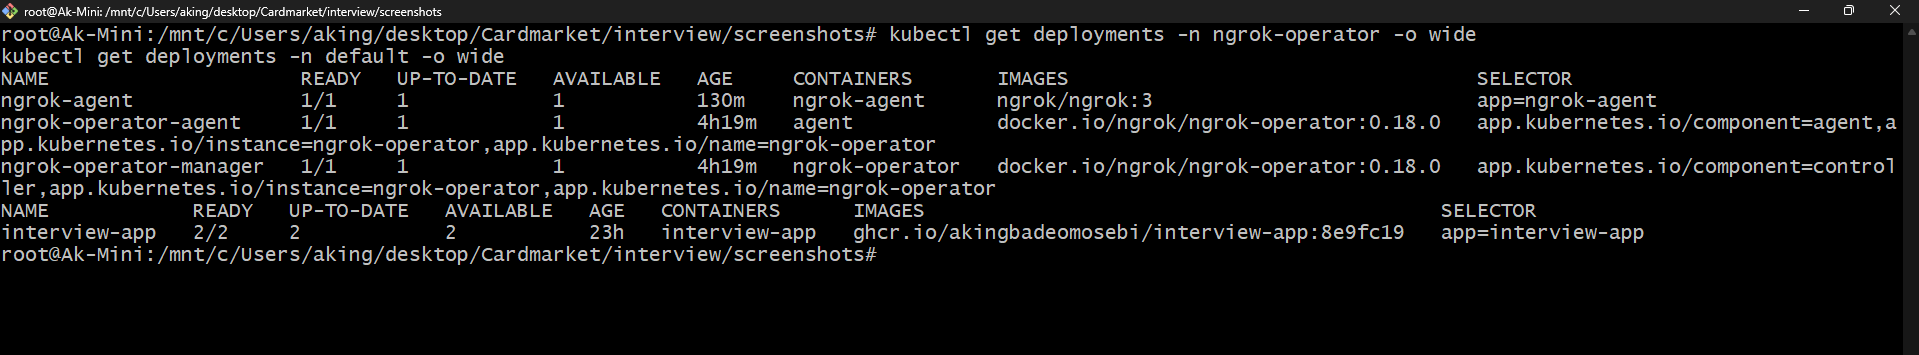 root@Ak-Mini: /mnt/c/Users/aking/desktop/Cardmarket/interview/screenshots
root@Ak-Mini:/mnt/c/Users/aking/desktop/Cardmarket/interview/screenshots# kubectl get deployments -n ngrok-operator -o wide
kubectl get deployments -n default -o wide
NAME                     READY   UP-TO-DATE   AVAILABLE   AGE     CONTAINERS       IMAGES                                  SELECTOR
ngrok-agent              1/1     1            1           130m    ngrok-agent      ngrok/ngrok:3                           app=ngrok-agent
ngrok-operator-agent     1/1     1            1           4h19m   agent            docker.io/ngrok/ngrok-operator:0.18.0   app.kubernetes.io/component=agent,a
pp.kubernetes.io/instance=ngrok-operator,app.kubernetes.io/name=ngrok-operator
ngrok-operator-manager   1/1     1            1           4h19m   ngrok-operator   docker.io/ngrok/ngrok-operator:0.18.0   app.kubernetes.io/component=control
ler,app.kubernetes.io/instance=ngrok-operator,app.kubernetes.io/name=ngrok-operator
NAME            READY   UP-TO-DATE   AVAILABLE   AGE   CONTAINERS      IMAGES                                           SELECTOR
interview-app   2/2     2            2           23h   interview-app   ghcr.io/akingbadeomosebi/interview-app:8e9fc19   app=interview-app
root@Ak-Mini:/mnt/c/Users/aking/desktop/Cardmarket/interview/screenshots#